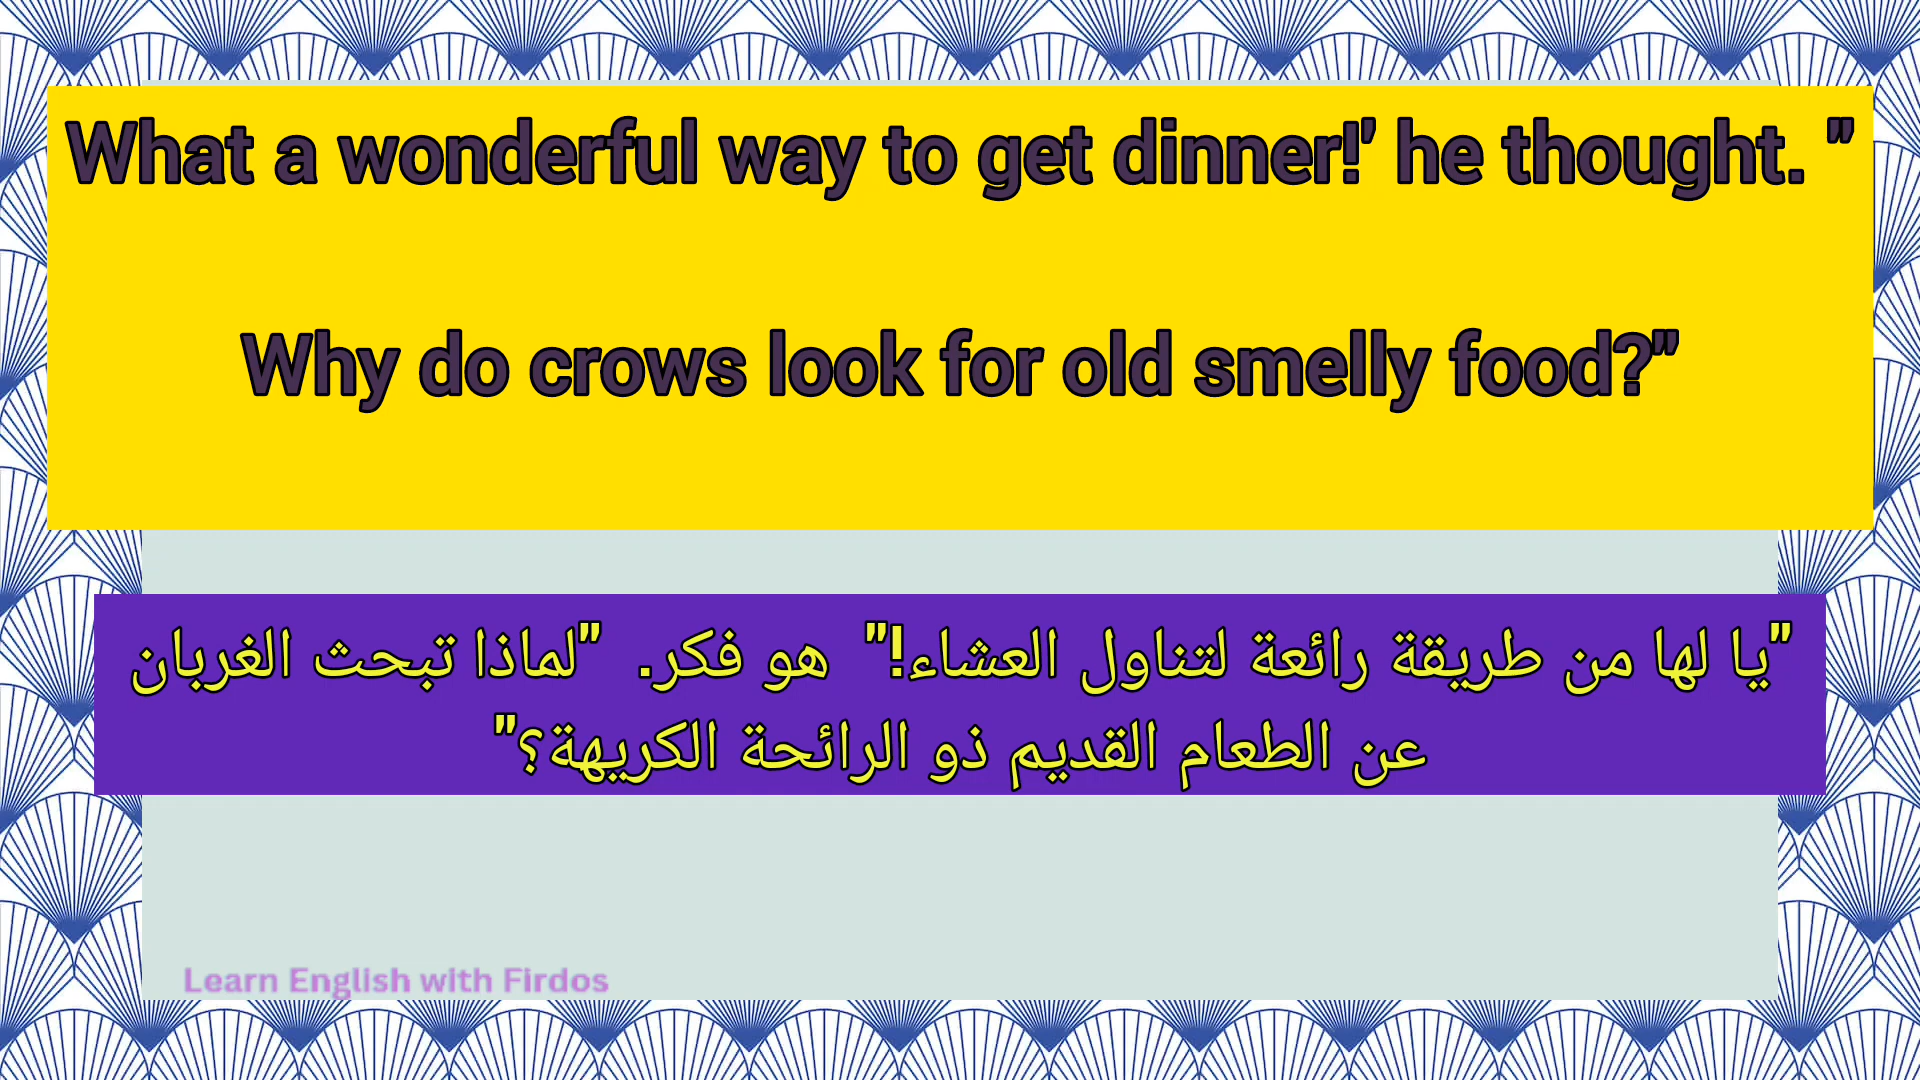 What a wonderful way to get dinner!' he thought. "
Why do crows look for old smelly food?"
"يا لها من طريقة رائعة لتناول العشاء!" هو فكر. "لماذا تبحث الغربان
عن الطعام القديم ذو الرائحة الكريهة؟"
Learn English with Firdos